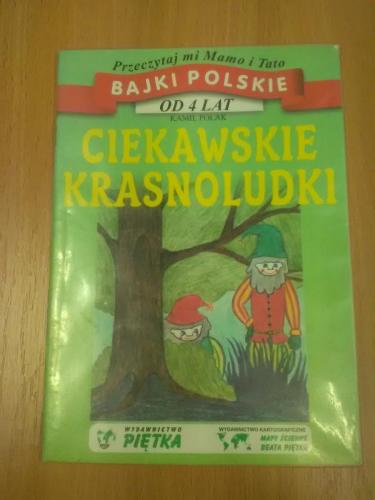 Przeczytaj mi Mamo i Tato
BAJKI POLSKIE
OD 4 LAT
KAMIL POLAK
CIEKAWSKIE
KRASNOLUDKI
WYDAWNICTWO
PIĘTKA
WYDAWNICTWO KARTOGRAFICZNE
MAPY ŚCIENNE
BEATA PIĘTKA